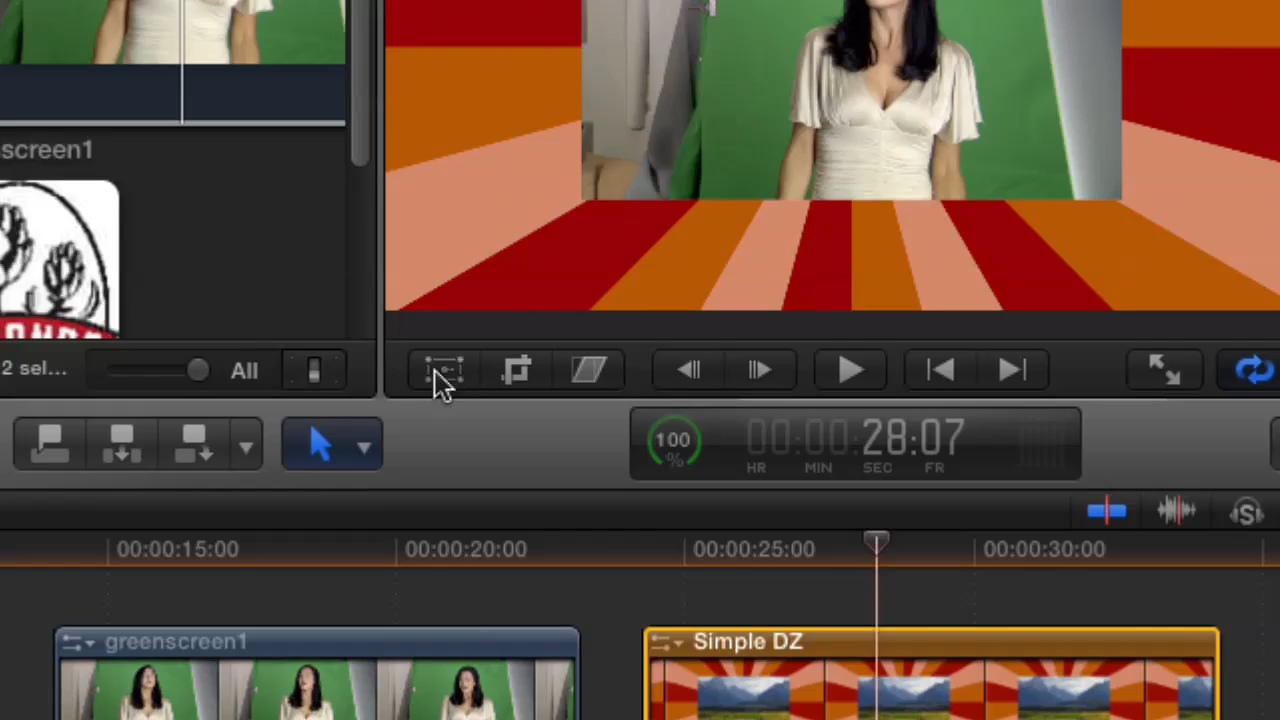 screen1
2 sel...
All
100
%
00:00:28:07
HR MIN SEC FR
00:00:15:00 00:00:20:00 00:00:25:00 00:00:30:00
greenscreen1
Simple DZ